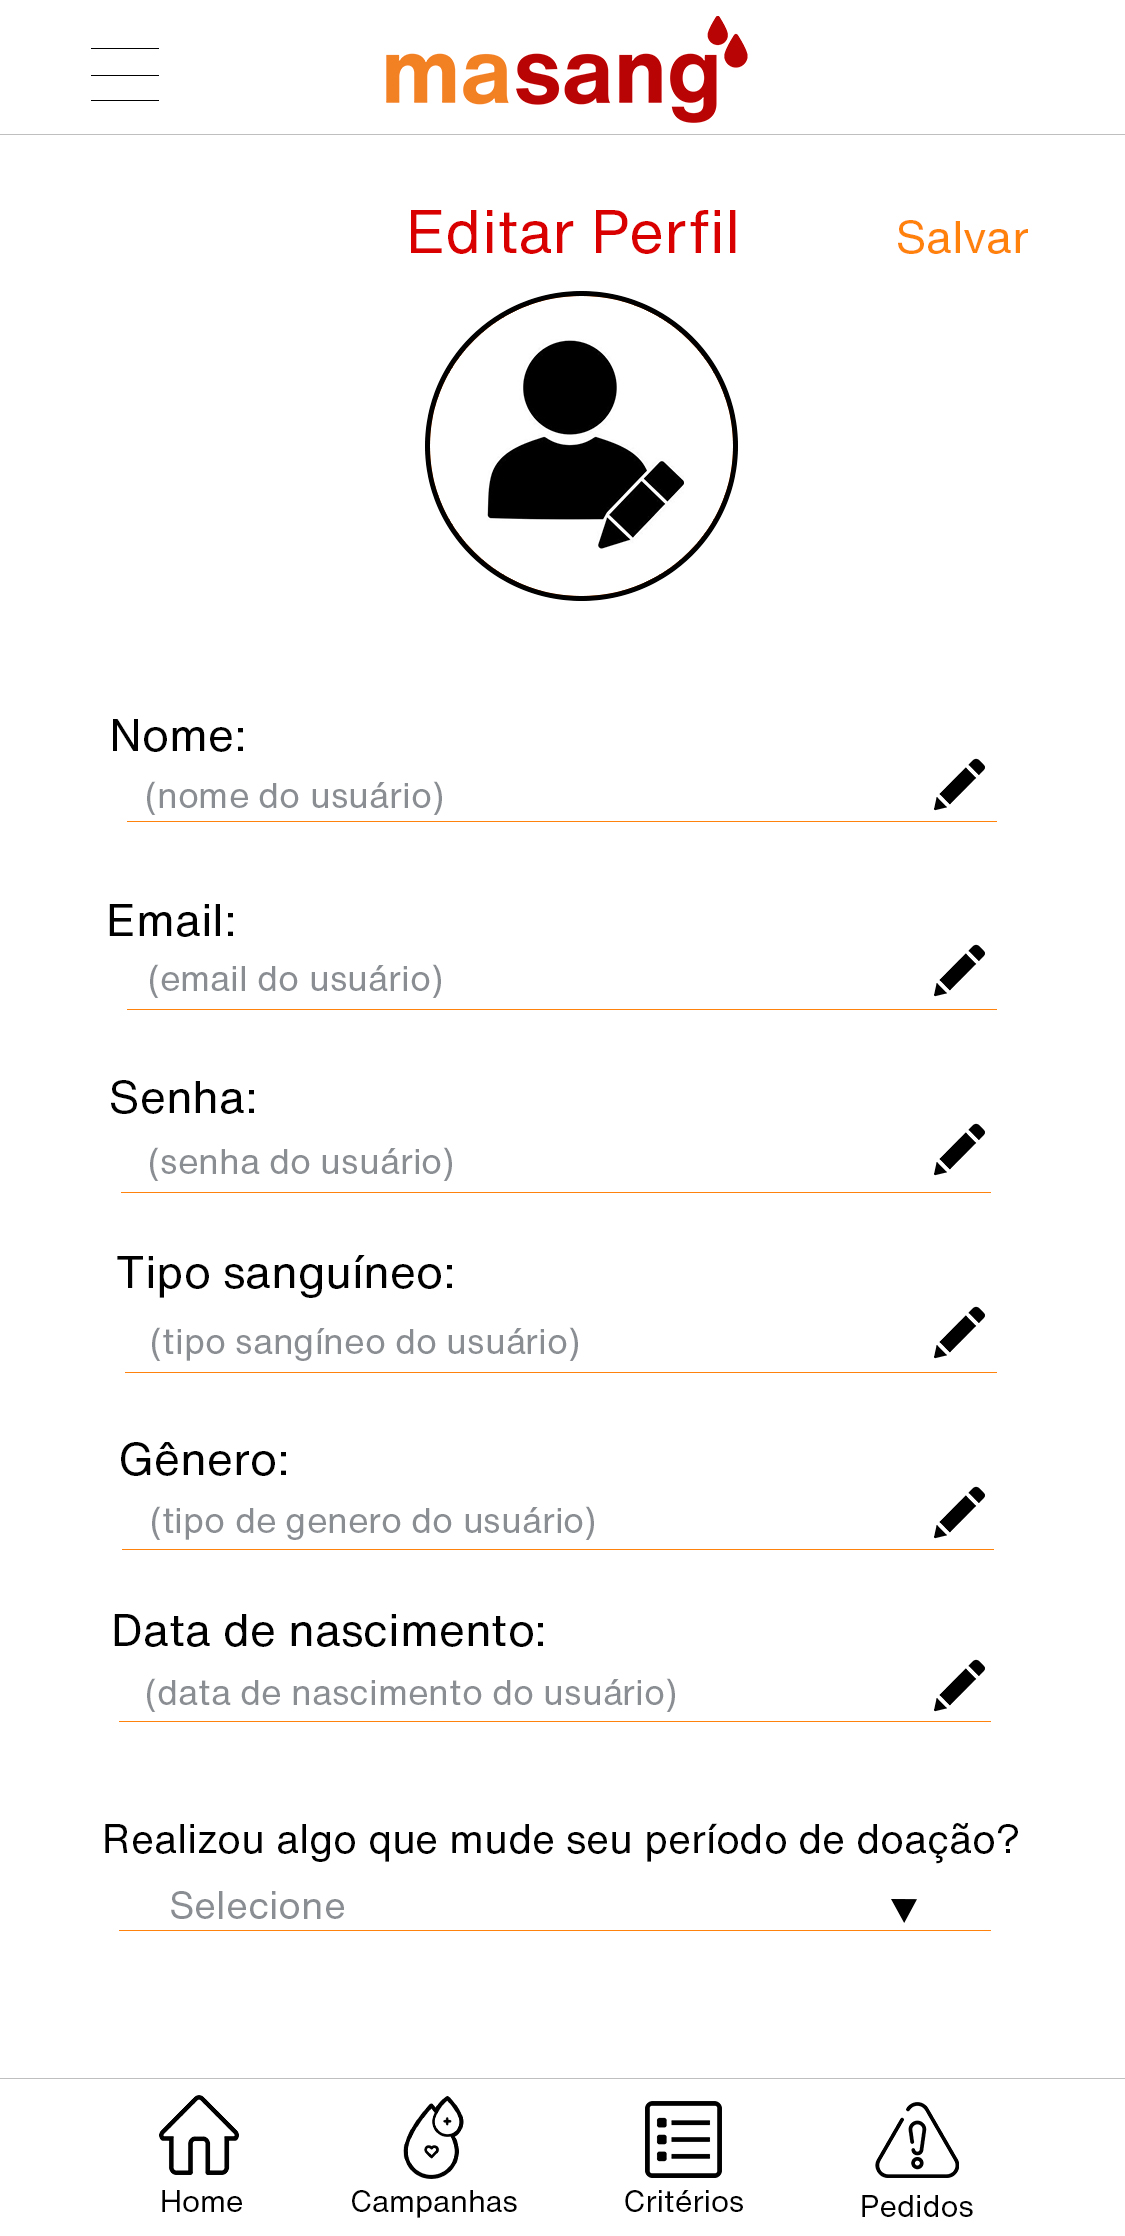 masang
Editar Perfil
Salvar
Nome:
(nome do usuário)
Email:
(email do usuário)
Senha:
(senha do usuário)
Tipo sanguíneo:
(tipo sangíneo do usuário)
Gênero:
(tipo de genero do usuário)
Data de nascimento:
(data de nascimento do usuário)
Realizou algo que mude seu período de doação?
Selecione
Home
Campanhas
Critérios
Pedidos